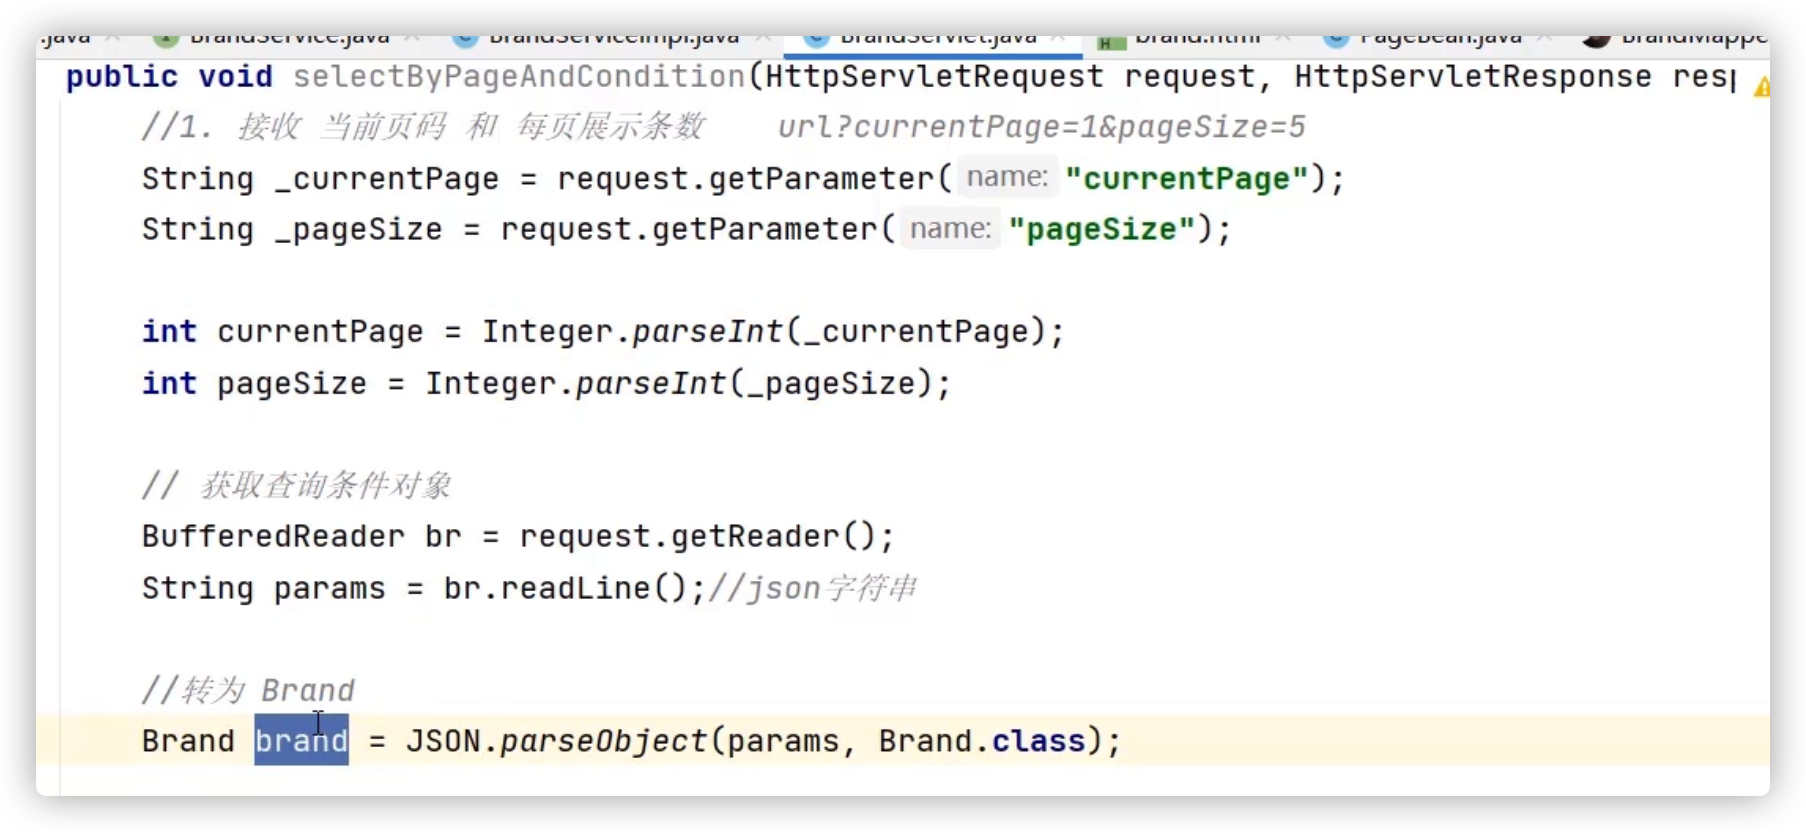 .java BrandService.java BrandServiceImpl.java BrandServlet.java brand.html PageBean.java BrandMappe
public void selectByPageAndCondition(HttpServletRequest request, HttpServletResponse resp
//1. 接收 当前页码 和 每页展示条数 url?currentPage=1&pageSize=5
String _currentPage = request.getParameter( name: "currentPage");
String _pageSize = request.getParameter( name: "pageSize");
int currentPage = Integer.parseInt(_currentPage);
int pageSize = Integer.parseInt(_pageSize);
// 获取查询条件对象
BufferedReader br = request.getReader();
String params = br.readLine();//json字符串
//转为 Brand
Brand brand = JSON.parseObject(params, Brand.class);